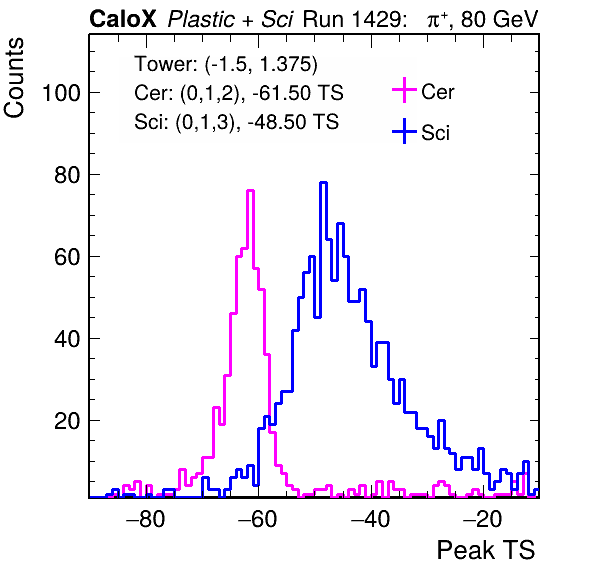 CaloX Plastic + Sci Run 1429: π⁺, 80 GeV
Counts
Tower: (-1.5, 1.375)
Cer: (0,1,2), -61.50 TS
Sci: (0,1,3), -48.50 TS
Cer
Sci
100
80
60
40
20
−80 −60 −40 −20
Peak TS